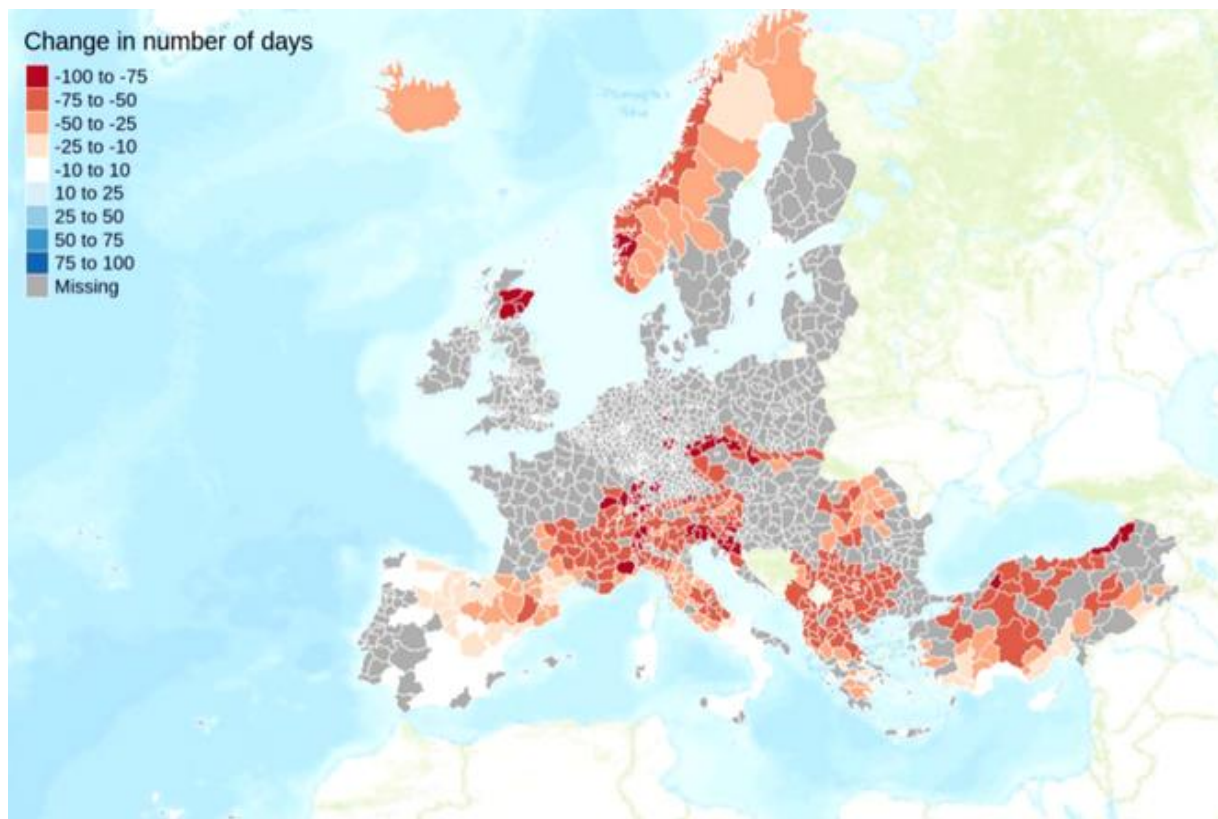 Change in number of days
-100 to -75
-75 to -50
-50 to -25
-25 to -10
-10 to 10
10 to 25
25 to 50
50 to 75
75 to 100
Missing